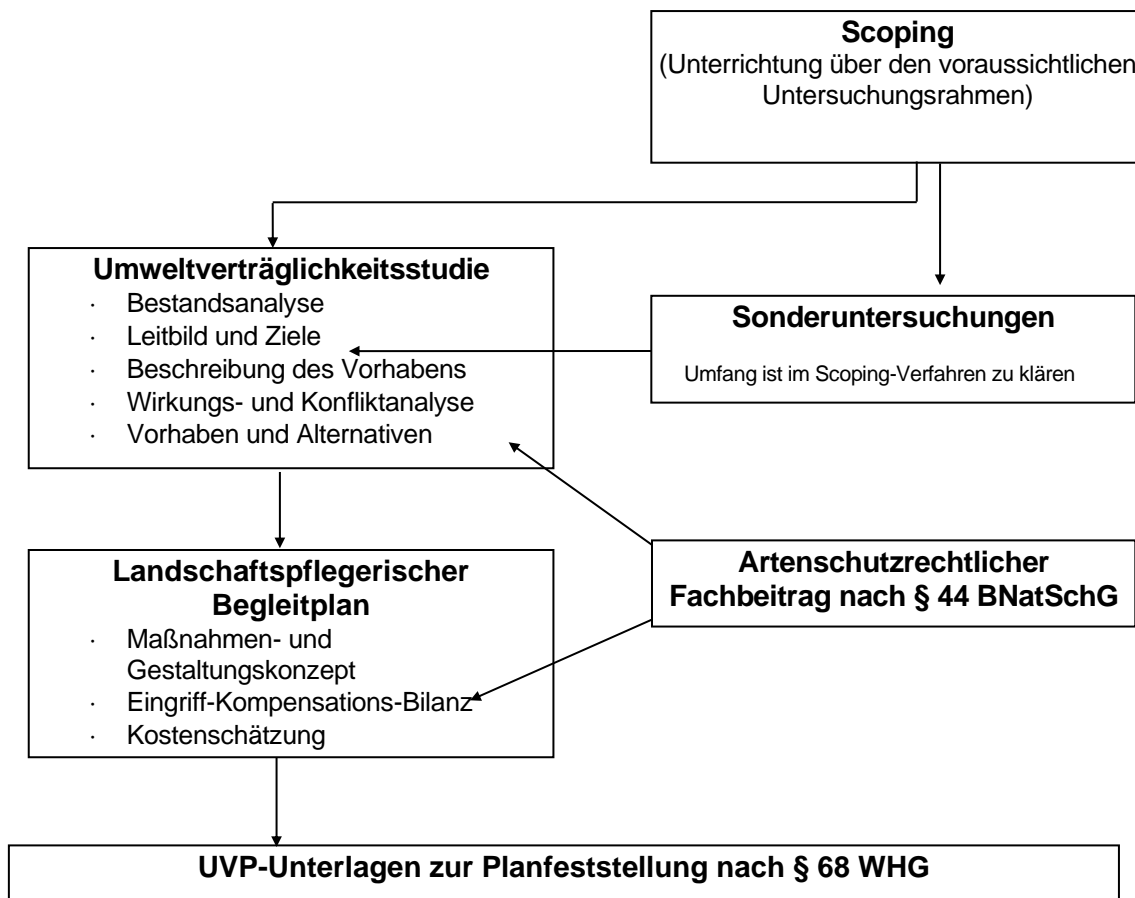 Scoping
(Unterrichtung über den voraussichtlichen
Untersuchungsrahmen)
Umweltverträglichkeitsstudie
· Bestandsanalyse
· Leitbild und Ziele
· Beschreibung des Vorhabens
· Wirkungs- und Konfliktanalyse
· Vorhaben und Alternativen
Sonderuntersuchungen
Umfang ist im Scoping-Verfahren zu klären
Landschaftspflegerischer
Begleitplan
· Maßnahmen- und
Gestaltungskonzept
· Eingriff-Kompensations-Bilanz
· Kostenschätzung
Artenschutzrechtlicher
Fachbeitrag nach § 44 BNatSchG
UVP-Unterlagen zur Planfeststellung nach § 68 WHG